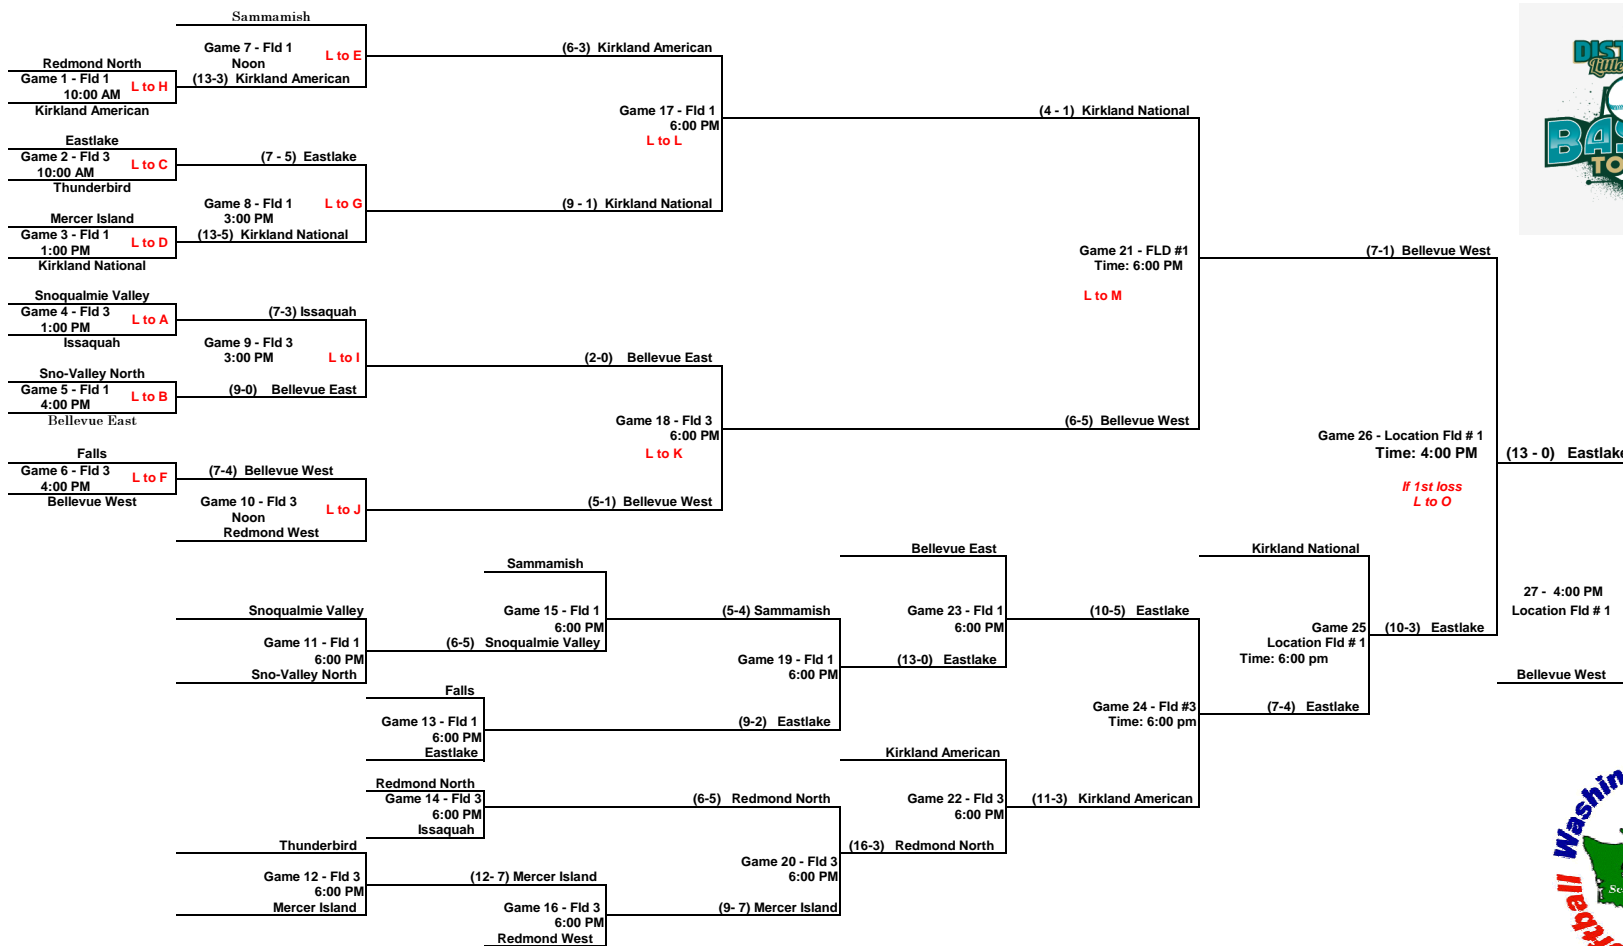 Sammamish
Game 7 - Fld 1
Noon
L to E
(6-3) Kirkland American
Redmond North
Game 1 - Fld 1
10:00 AM
L to H
(13-3) Kirkland American
Kirkland American
Game 17 - Fld 1
6:00 PM
L to L
(4 - 1) Kirkland National
Eastlake
Game 2 - Fld 3
10:00 AM
L to C
(7 - 5) Eastlake
Thunderbird
Game 8 - Fld 1
3:00 PM
L to G
(9 - 1) Kirkland National
Mercer Island
Game 3 - Fld 1
1:00 PM
L to D
(13-5) Kirkland National
Kirkland National
Game 21 - FLD #1
Time: 6:00 PM
L to M
(7-1) Bellevue West
Snoqualmie Valley
Game 4 - Fld 3
1:00 PM
L to A
(7-3) Issaquah
Issaquah
Game 9 - Fld 3
3:00 PM
L to I
(2-0) Bellevue East
Sno-Valley North
Game 5 - Fld 1
4:00 PM
L to B
(9-0) Bellevue East
Bellevue East
Game 18 - Fld 3
6:00 PM
L to K
(6-5) Bellevue West
Falls
Game 6 - Fld 3
4:00 PM
L to F
(7-4) Bellevue West
Bellevue West
Game 10 - Fld 3
Noon
L to J
(5-1) Bellevue West
Redmond West
Game 26 - Location Fld # 1
Time: 4:00 PM
If 1st loss
L to O
(13 - 0) Eastlake
Sammamish
Bellevue East
Kirkland National
27 - 4:00 PM
Location Fld # 1
Snoqualmie Valley
Game 11 - Fld 1
6:00 PM
Sno-Valley North
Game 15 - Fld 1
6:00 PM
(6-5) Snoqualmie Valley
(5-4) Sammamish
Game 23 - Fld 1
6:00 PM
(10-5) Eastlake
Game 25
Location Fld # 1
Time: 6:00 pm
(10-3) Eastlake
Game 19 - Fld 1
6:00 PM
(13-0) Eastlake
Bellevue West
Falls
Game 13 - Fld 1
6:00 PM
Eastlake
(9-2) Eastlake
Game 24 - Fld #3
Time: 6:00 pm
(7-4) Eastlake
Kirkland American
Redmond North
Game 14 - Fld 3
6:00 PM
Issaquah
(6-5) Redmond North
Game 22 - Fld 3
6:00 PM
(11-3) Kirkland American
(16-3) Redmond North
Thunderbird
Game 12 - Fld 3
6:00 PM
Mercer Island
(12- 7) Mercer Island
Game 20 - Fld 3
6:00 PM
Game 16 - Fld 3
6:00 PM
(9- 7) Mercer Island
Redmond West
DIST
Little
BAS
TO
Washin